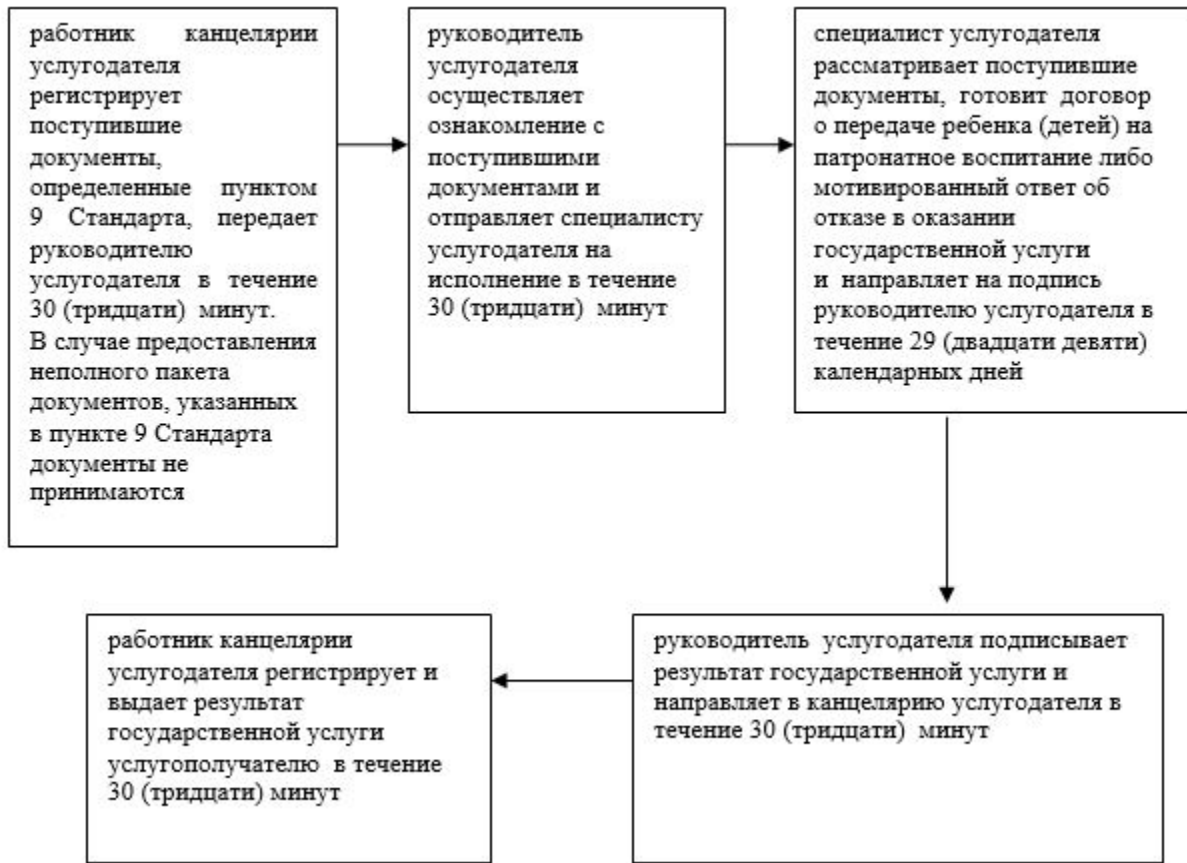 работник канцелярии
услугодателя
регистрирует
поступившие
документы,
определенные пунктом
9 Стандарта, передает
руководителю
услугодателя в течение
30 (тридцати) минут.
В случае предоставления
неполного пакета
документов, указанных
в пункте 9 Стандарта
документы не
принимаются
руководитель
услугодателя
осуществляет
ознакомление с
поступившими
документами и
отправляет специалисту
услугодателя на
исполнение в течение
30 (тридцати) минут
специалист услугодателя
рассматривает поступившие
документы, готовит договор
о передаче ребенка (детей) на
патронатное воспитание либо
мотивированный ответ об
отказе в оказании
государственной услуги
и направляет на подпись
руководителю услугодателя в
течение 29 (двадцати девяти)
календарных дней
руководитель услугодателя подписывает
результат государственной услуги и
направляет в канцелярию услугодателя в
течение 30 (тридцати) минут
работник канцелярии
услугодателя регистрирует и
выдает результат
государственной услуги
услугополучателю в течение
30 (тридцати) минут